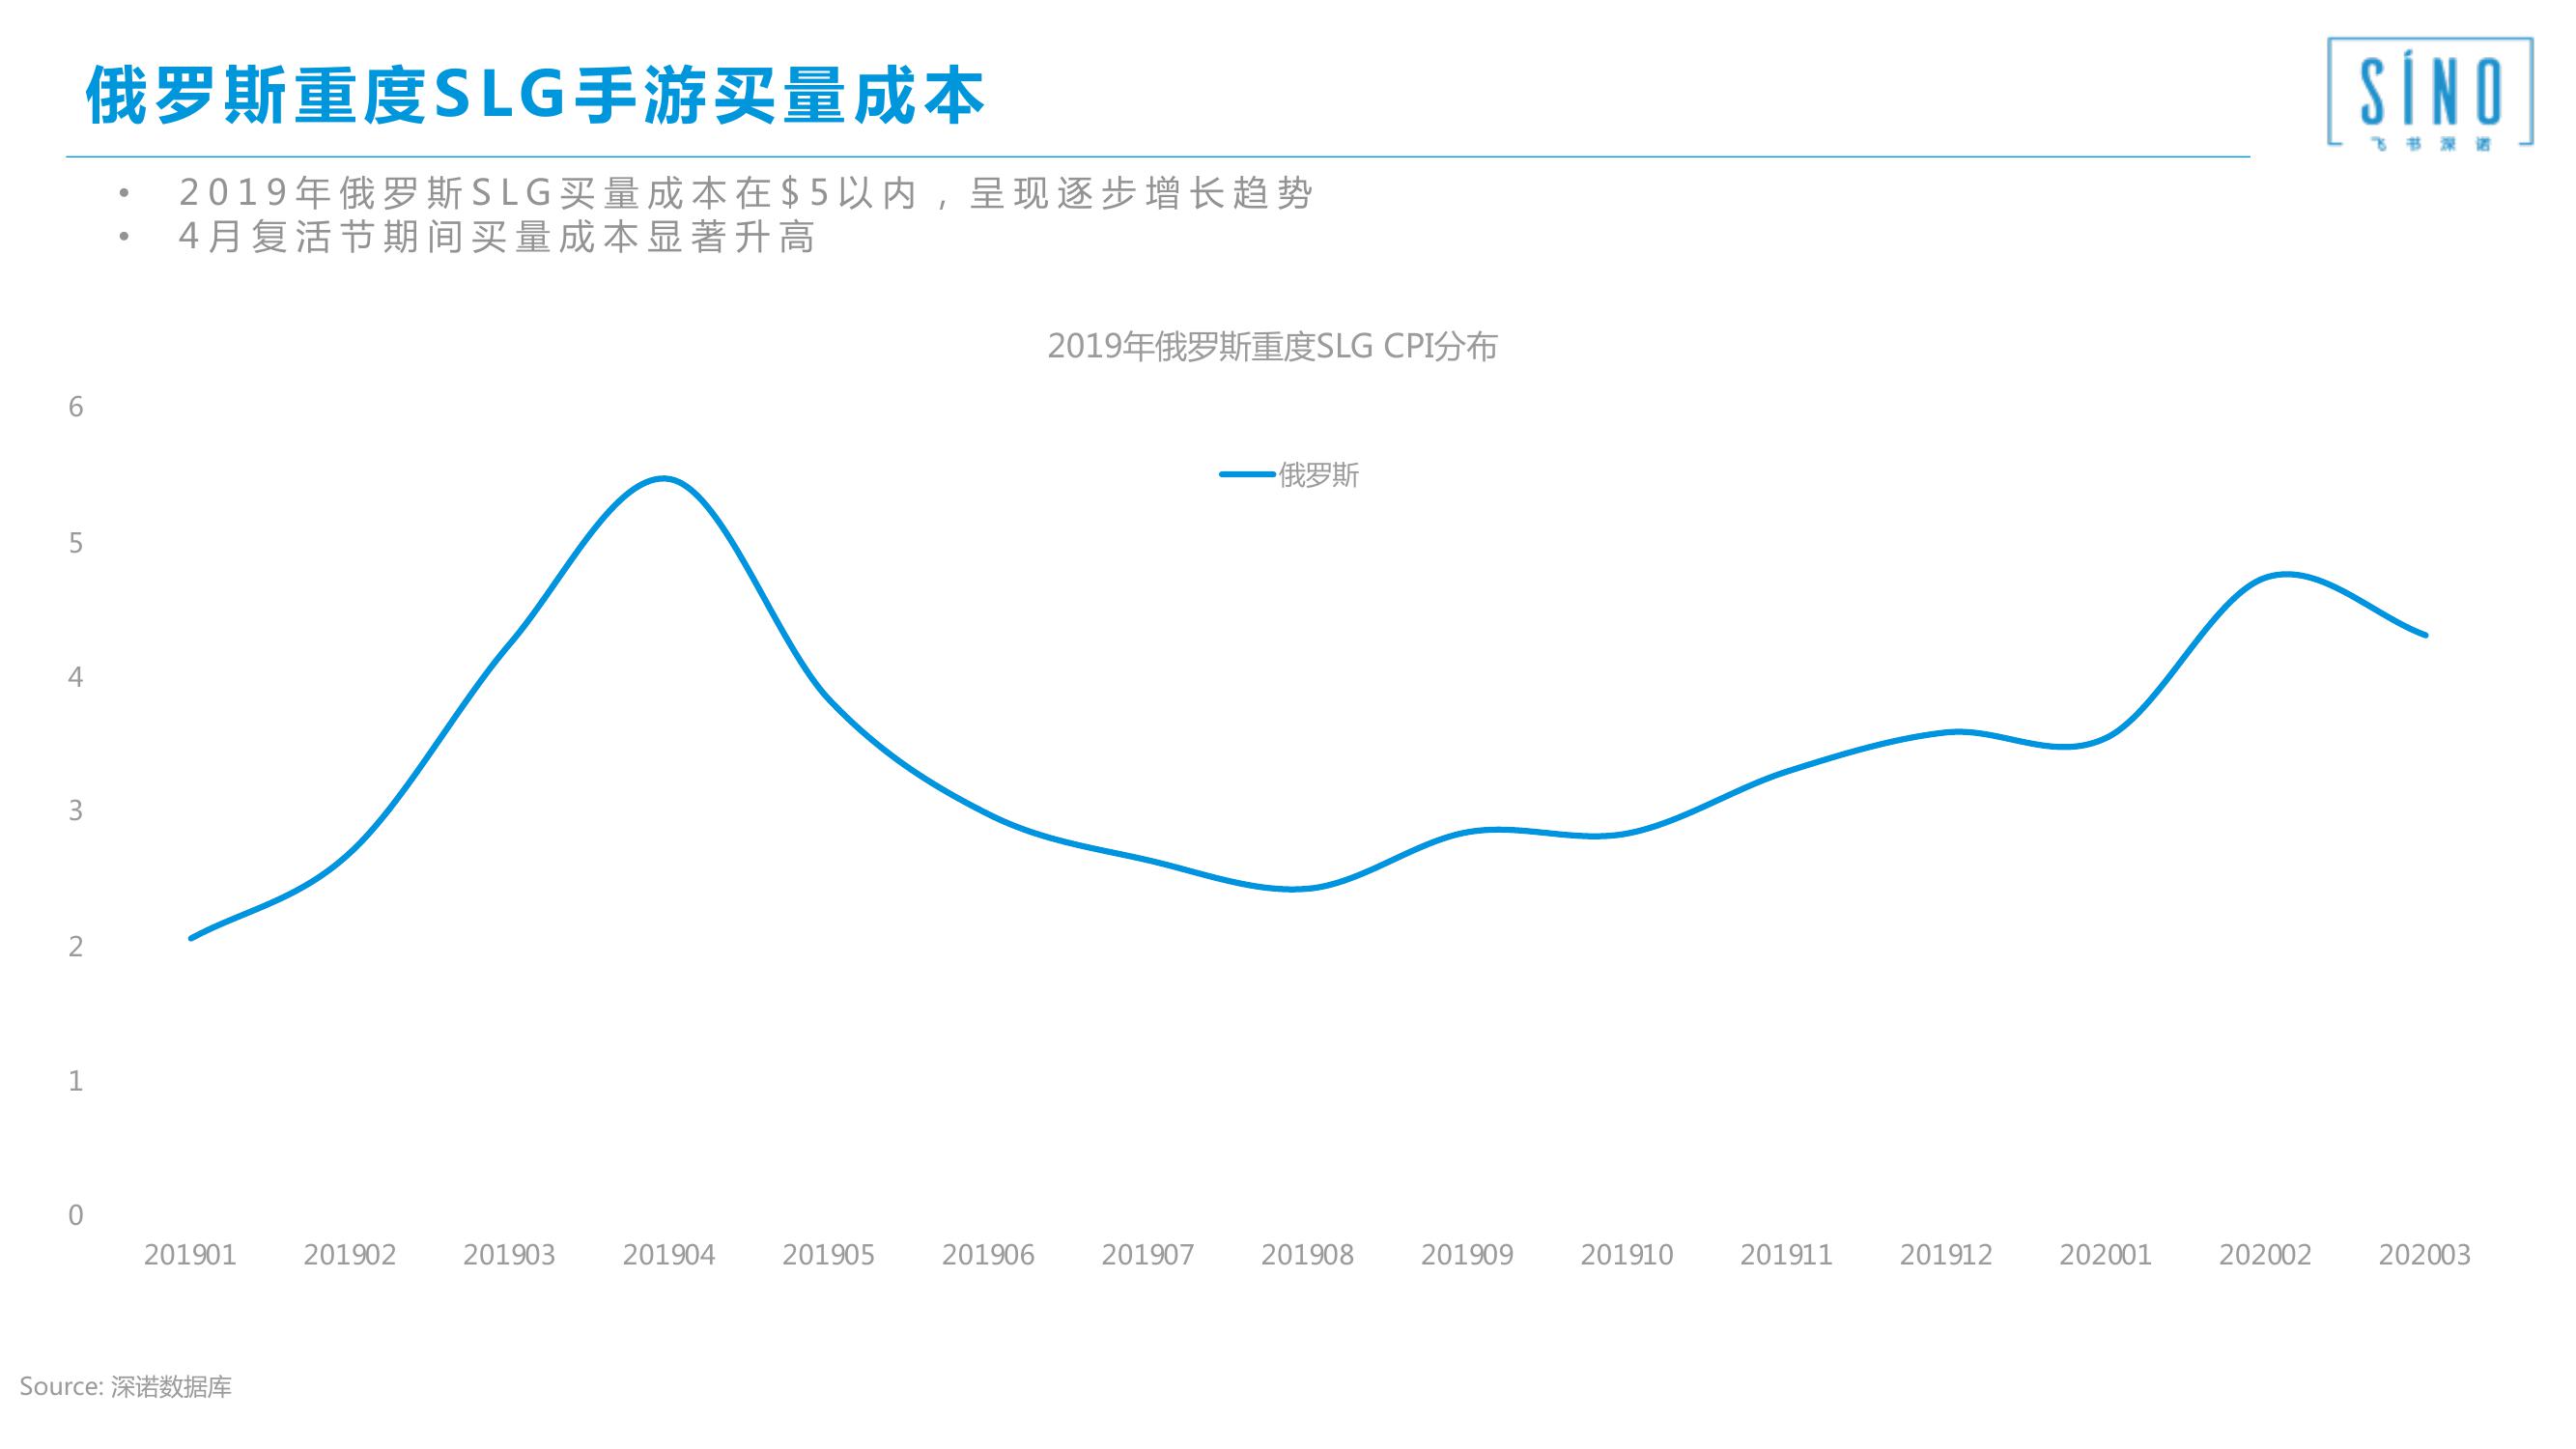 俄罗斯重度SLG手游买量成本
SÍNO
飞书深诺
• 2019年俄罗斯SLG买量成本在$5以内，呈现逐步增长趋势
• 4月复活节期间买量成本显著升高
2019年俄罗斯重度SLG CPI分布
俄罗斯
6
5
4
3
2
1
0
201901 201902 201903 201904 201905 201906 201907 201908 201909 201910 201911 201912 202001 202002 202003
Source: 深诺数据库